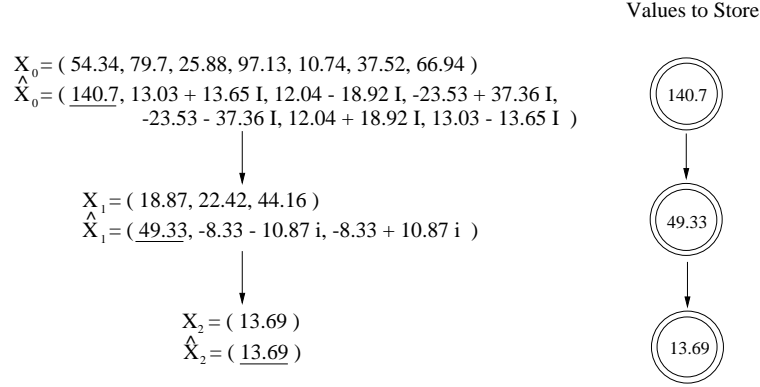 Values to Store
X₀ = ( 54.34, 79.7, 25.88, 97.13, 10.74, 37.52, 66.94 )
X̂₀ = ( 140.7, 13.03 + 13.65 I, 12.04 - 18.92 I, -23.53 + 37.36 I,
-23.53 - 37.36 I, 12.04 + 18.92 I, 13.03 - 13.65 I )
140.7
X₁ = ( 18.87, 22.42, 44.16 )
X̂₁ = ( 49.33, -8.33 - 10.87 i, -8.33 + 10.87 i )
49.33
X₂ = ( 13.69 )
X̂₂ = ( 13.69 )
13.69